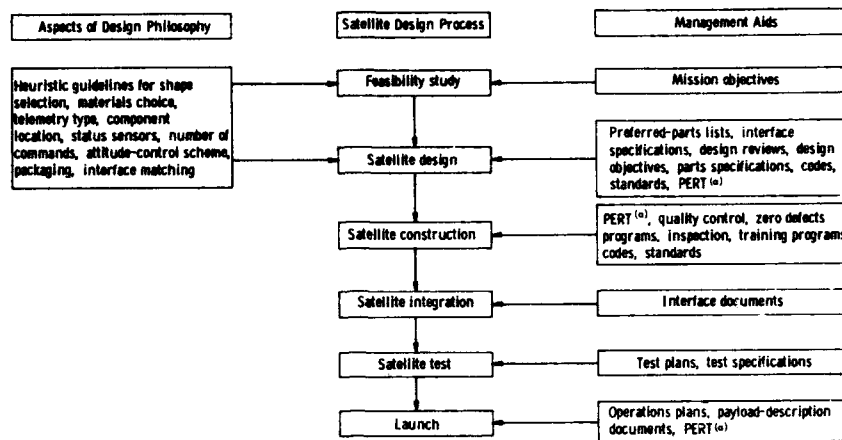 Aspects of Design Philosophy
Satellite Design Process
Management Aids
Heuristic guidelines for shape
selection, materials choice,
telemetry type, component
location, status sensors, number of
commands, attitude-control scheme,
packaging, interface matching
Feasibility study
Mission objectives
Satellite design
Preferred-parts lists, interface
specifications, design reviews, design
objectives, parts specifications, codes,
standards, PERT(a)
Satellite construction
PERT(a), quality control, zero defects
programs, inspection, training programs
codes, standards
Satellite integration
Interface documents
Satellite test
Test plans, test specifications
Launch
Operations plans, payload-description
documents, PERT(a)